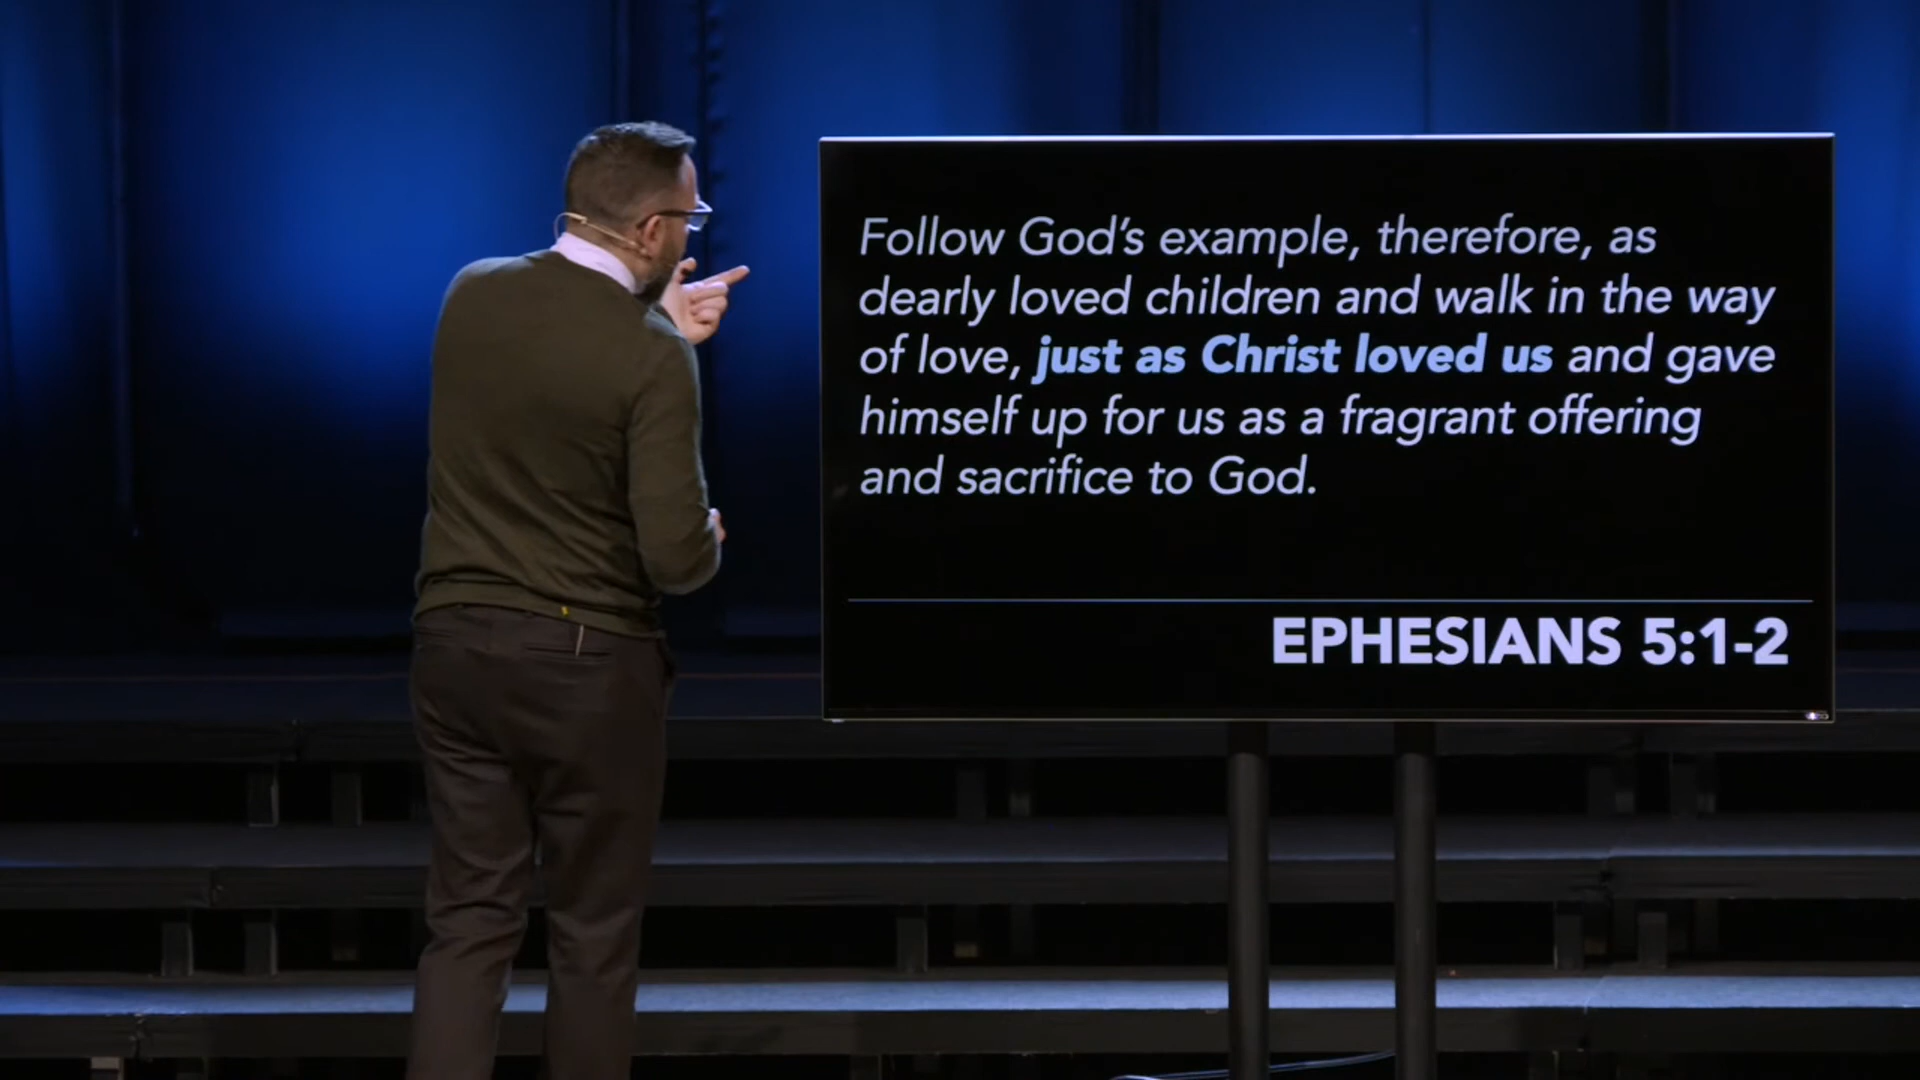 Follow God’s example, therefore, as
dearly loved children and walk in the way
of love, just as Christ loved us and gave
himself up for us as a fragrant offering
and sacrifice to God.
EPHESIANS 5:1-2